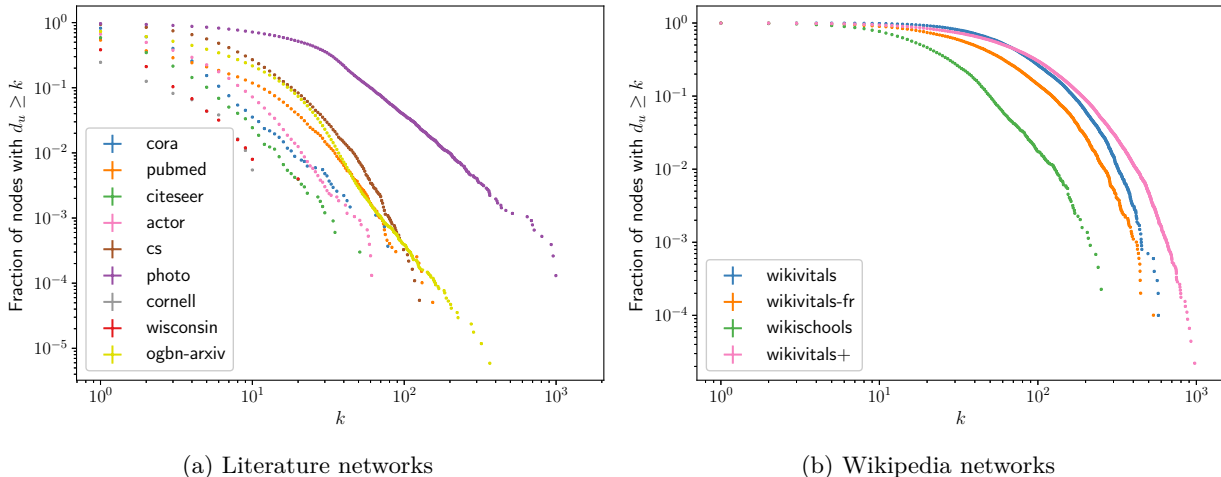 Fraction of nodes with $d_u \geq k$
10^0
10^{-1}
10^{-2}
10^{-3}
10^{-4}
10^{-5}
cora
pubmed
citeseer
actor
cs
photo
cornell
wisconsin
ogbn-arxiv
10^0 10^1 10^2 10^3
k
(a) Literature networks
Fraction of nodes with $d_u \geq k$
10^0
10^{-1}
10^{-2}
10^{-3}
10^{-4}
wikivitals
wikivitals-fr
wikischools
wikivitals+
10^0 10^1 10^2 10^3
k
(b) Wikipedia networks